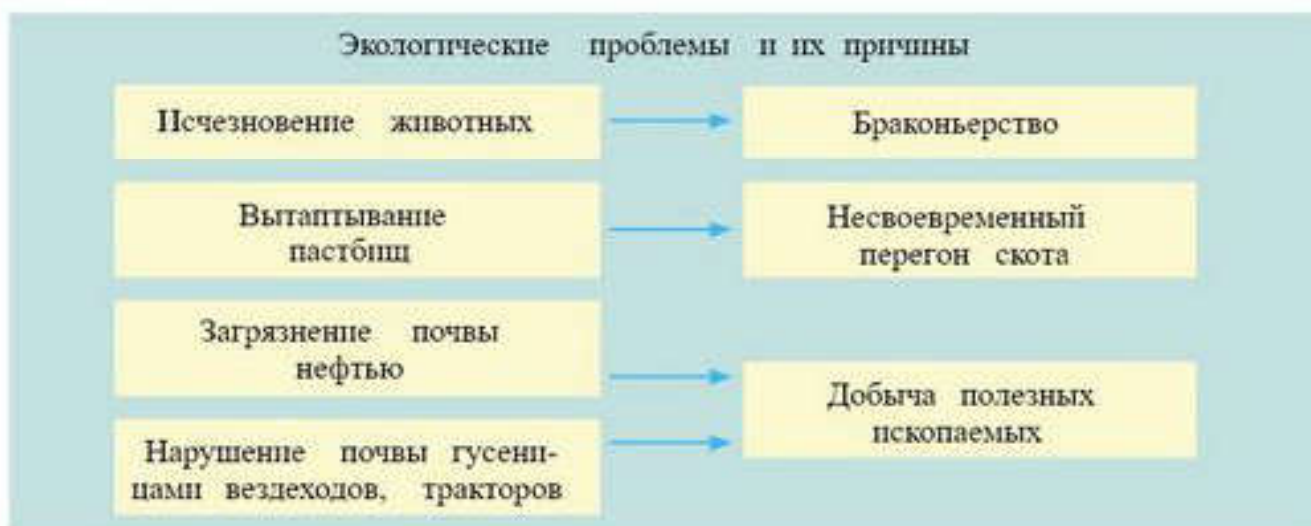 Экологические проблемы и их причины
Исчезновение животных
Браконьерство
Вытаптывание
пастбищ
Несвоевременный
перегон скота
Загрязнение почвы
нефтью
Добыча полезных
ископаемых
Нарушение почвы гусени-
цами вездеходов, тракторов